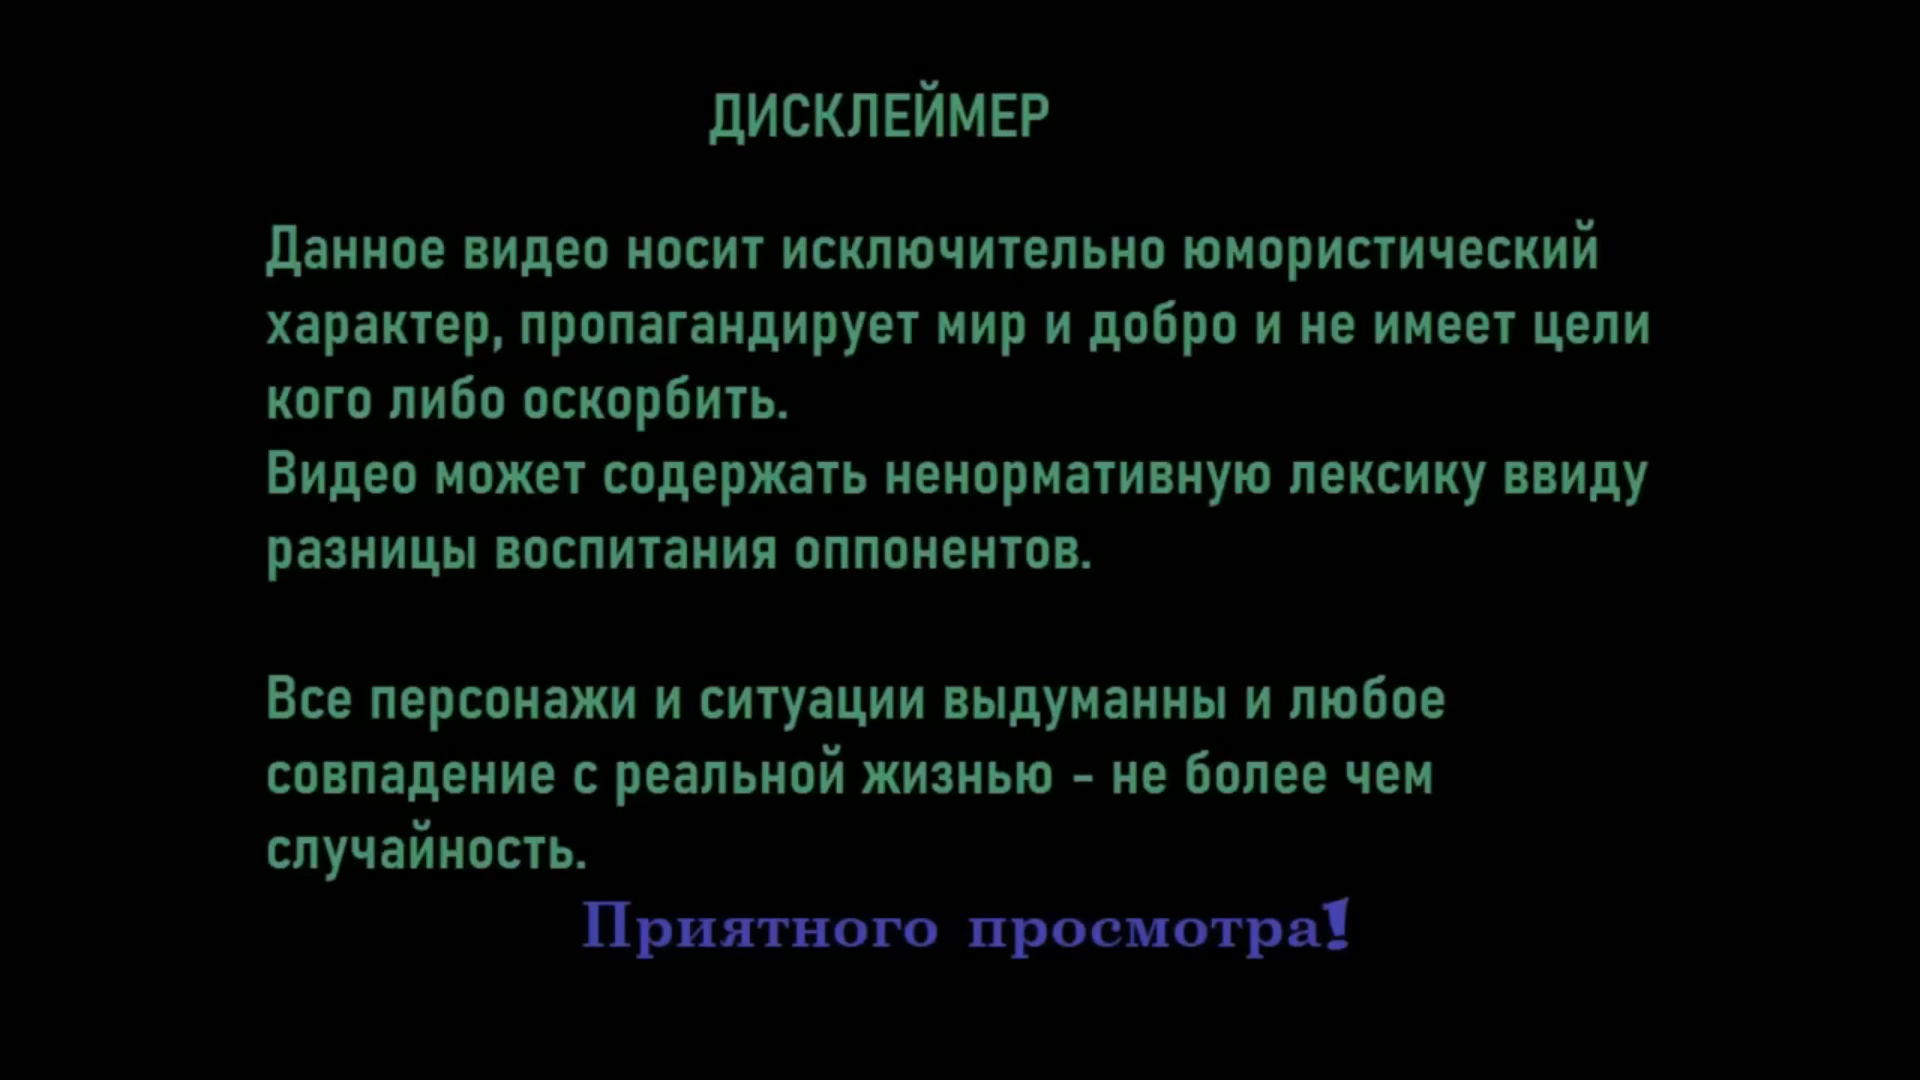 ДИСКЛЕЙМЕР
Данное видео носит исключительно юмористический
характер, пропагандирует мир и добро и не имеет цели
кого либо оскорбить.
Видео может содержать ненормативную лексику ввиду
разницы воспитания оппонентов.
Все персонажи и ситуации выдуманны и любое
совпадение с реальной жизнью - не более чем
случайность.
Приятного просмотра!